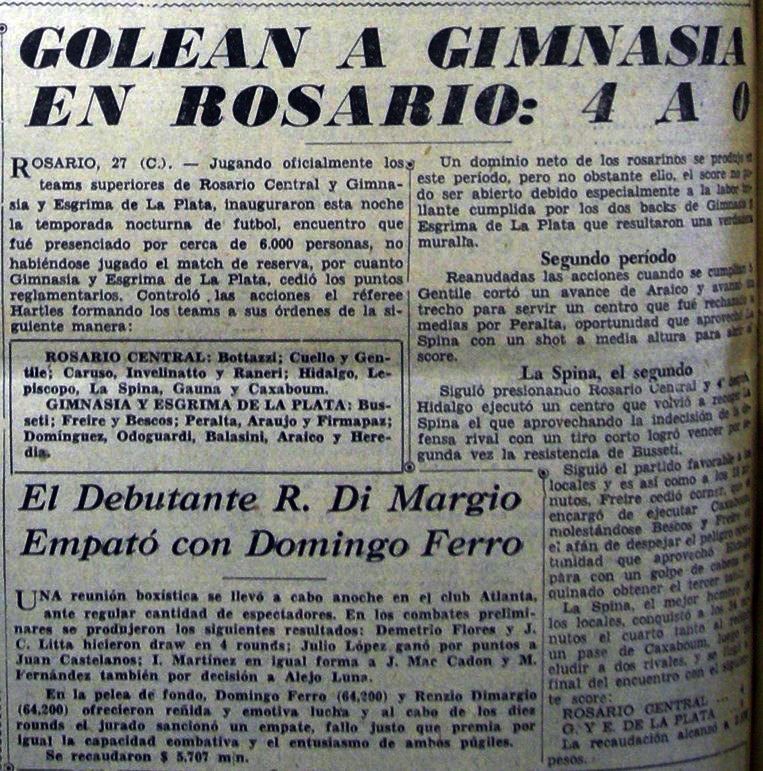 GOLEAN A GIMNASIA
EN ROSARIO: 4 A 0
ROSARIO, 27 (C.). — Jugando oficialmente los
teams superiores de Rosario Central y Gimna-
sia y Esgrima de La Plata, inauguraron esta noche
la temporada nocturna de futbol, encuentro que
fué presenciado por cerca de 6.000 personas, no
habiéndose jugado el match de reserva, por cuanto
Gimnasia y Esgrima de La Plata, cedió los puntos
reglamentarios. Controló las acciones el réferee
Hartles formando los teams a sus órdenes de la si-
guiente manera:
ROSARIO CENTRAL: Bottazzi; Cuello y Gen-
tile; Caruso, Invelinatto y Raneri; Hidalgo, Le-
piscopo, La Spina, Gauna y Caxaboum.
GIMNASIA Y ESGRIMA DE LA PLATA: Bus-
seti; Freire y Bescos; Peralta, Araujo y Firmapaz;
Dominguez, Odoguardi, Balasini, Araico y Here-
dia.
Un dominio neto de los rosarinos se produjo en
este período, pero no obstante ello, el score no po-
do ser abierto debido especialmente a la labor bri-
llante cumplida por los dos backs de Gimnasia y
Esgrima de La Plata que resultaron una verdadera
muralla.
Segundo período
Reanudadas las acciones cuando se cumplían
Gentile cortó un avance de Araico y avanzó un
trecho para servir un centro que fué rechazado a
medias por Peralta, oportunidad que aprovechó La
Spina con un shot a media altura para abrir el
score.
La Spina, el segundo
Siguió presionando Rosario Central y
Hidalgo ejecutó un centro que volvió a recoger La
Spina el que aprovechando la indecisión de la de-
fensa rival con un tiro corto logró vencer por se-
gunda vez la resistencia de Busseti.
Siguió el partido favorable a los
locales y es así como a los
nutos, Freire cedió corner, que se
encargó de ejecutar Caxaboum
molestándose Bescos y Freire en
el afán de despejar el peligro
tunidad que aprovechó
para con un golpe de cabeza
quinado obtener el tercer tanto.
La Spina, el mejor hombre de
los locales, conquistó a los mi-
nutos el cuarto tanto al recibir
un pase de Caxaboum, luego de
eludir a dos rivales, y se llegó al
final del encuentro con el siguien-
te score:
ROSARIO CENTRAL ...
G. Y E. DE LA PLATA
La recaudación alcanzó a
pesos.
El Debutante R. Di Margio
Empató con Domingo Ferro
UNA reunión boxística se llevó a cabo anoche en el club Atlanta,
ante regular cantidad de espectadores. En los combates prelimi-
nares se produjeron los siguientes resultados: Demetrio Flores y J.
C. Litta hicieron draw en 4 rounds; Julio López ganó por puntos a
Juan Castelanos; I. Martínez en igual forma a J. Mac Cadon y M.
Fernández también por decisión a Alejo Luna.
En la pelea de fondo, Domingo Ferro (64,200) y Renzio Dimargio
(64,200) ofrecieron reñida y emotiva lucha y al cabo de los diez
rounds el jurado sancionó un empate, fallo justo que premia por
igual la capacidad combativa y el entusiasmo de ambos púgiles.
Se recaudaron $ 5.707 m|n.